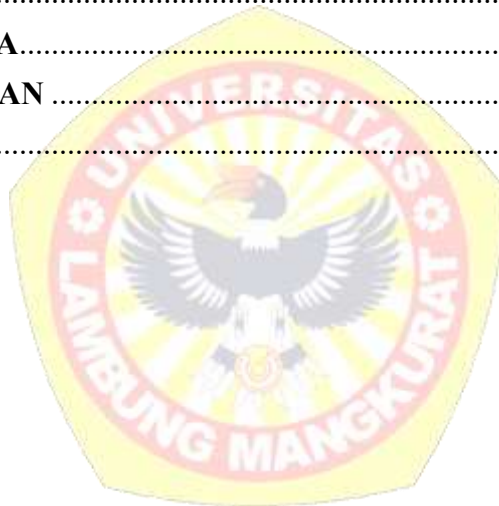 ............................................................
A............................................................
AN ............................................................
............................................................
UNIVERSITAS
LAMBUNG MANGKURAT